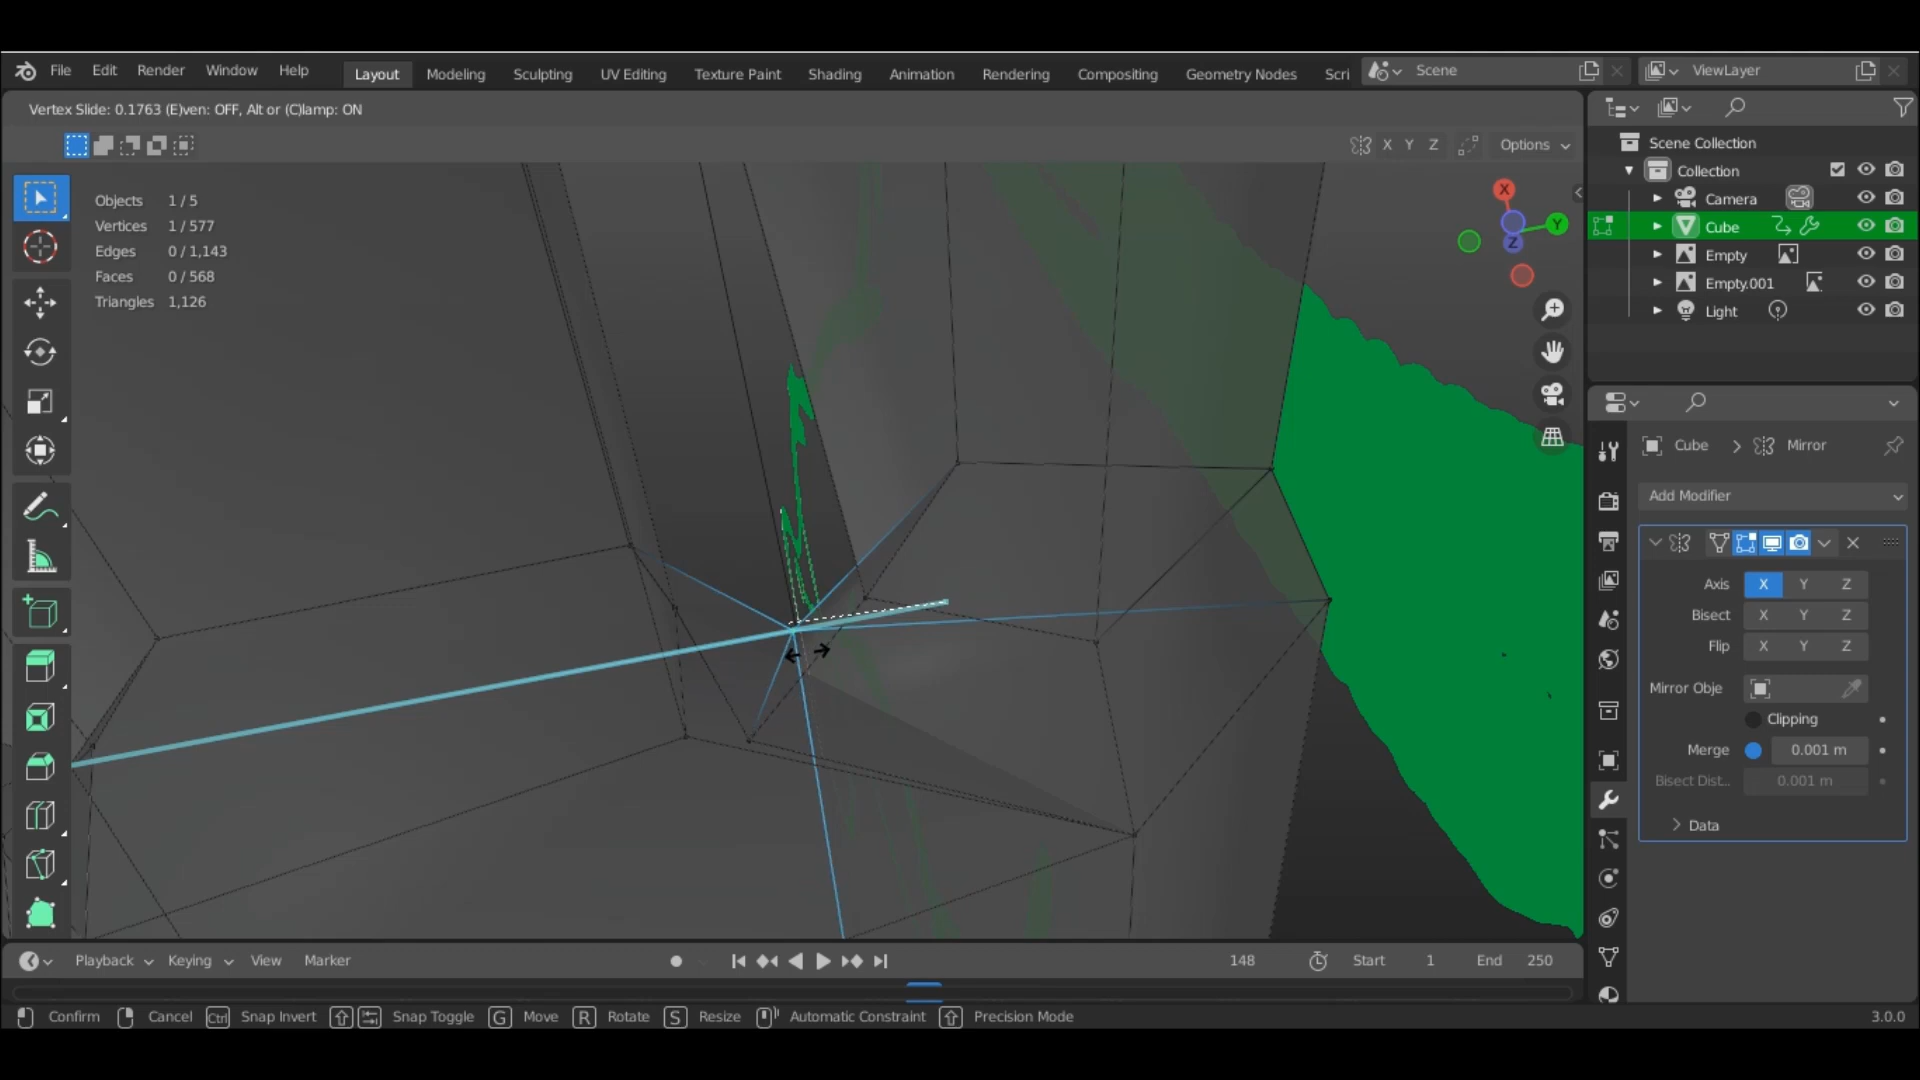 File Edit Render Window Help Layout Modeling Sculpting UV Editing Texture Paint Shading Animation Rendering Compositing Geometry Nodes Scri Scene ViewLayer
Vertex Slide: 0.1763 (E)ven: OFF, Alt or (C)lamp: ON
X Y Z Options
Objects 1 / 5
Vertices 1 / 577
Edges 0 / 1,143
Faces 0 / 568
Triangles 1,126
X
Y
Z
Scene Collection
Collection
Camera
Cube
Empty
Empty.001
Light
Cube > Mirror
Add Modifier
Axis X Y Z
Bisect X Y Z
Flip X Y Z
Mirror Obje
Clipping
Merge 0.001 m
Bisect Dist.. 0.001 m
Data
Playback Keying View Marker 148 Start 1 End 250
Confirm Cancel Ctrl Snap Invert Snap Toggle G Move R Rotate S Resize Automatic Constraint Precision Mode 3.0.0